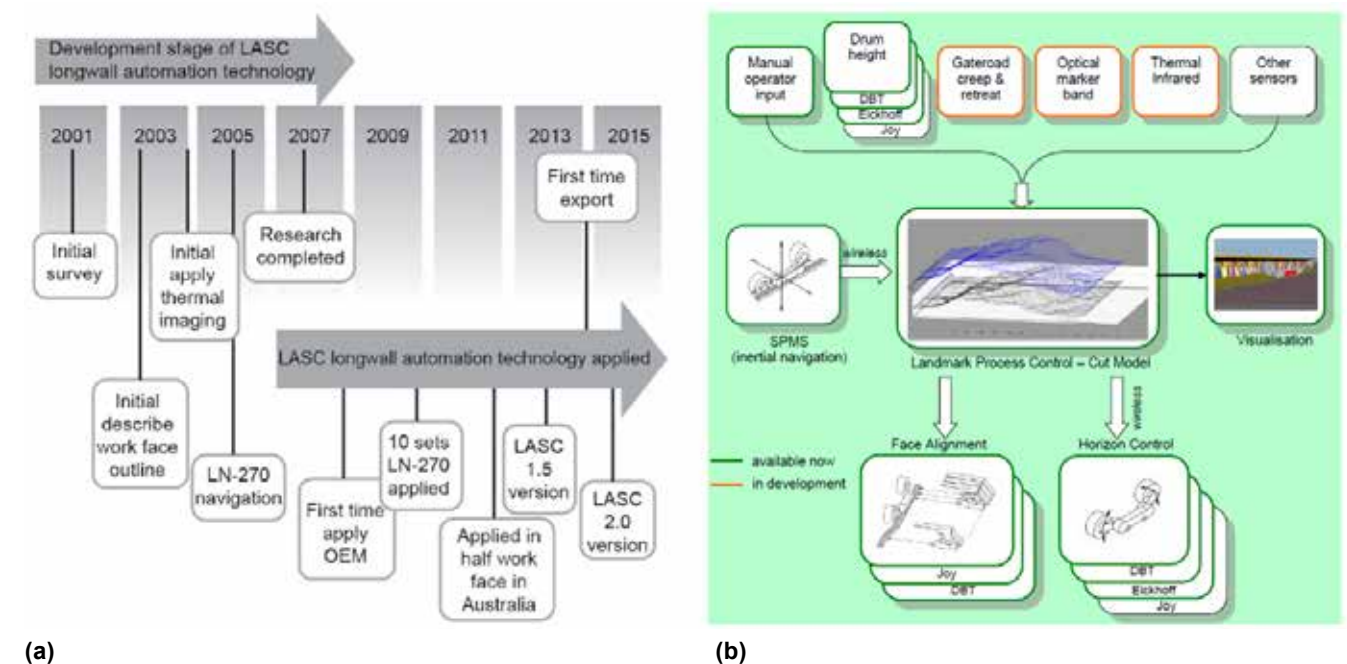 Development stage of LASC
longwall automation technology
2001
2003
2005
2007
2009
2011
2013
2015
First time
export
Initial
survey
Initial
apply
thermal
imaging
Research
completed
LASC longwall automation technology applied
Initial
describe
work face
outline
LN-270
navigation
First time
apply
OEM
10 sets
LN-270
applied
Applied in
half work
face in
Australia
LASC
1.5
version
LASC
2.0
version
(a)
Manual
operator
input
Drum
height
DBT
Eickhoff
Joy
Gateroad
creep &
retreat
Optical
marker
band
Thermal
Infrared
Other
sensors
SPMS
(inertial navigation)
wireless
Landmark Process Control – Cut Model
Visualisation
wireless
Face Alignment
Joy
DBT
Horizon Control
DBT
Eickhoff
Joy
available now
in development
(b)